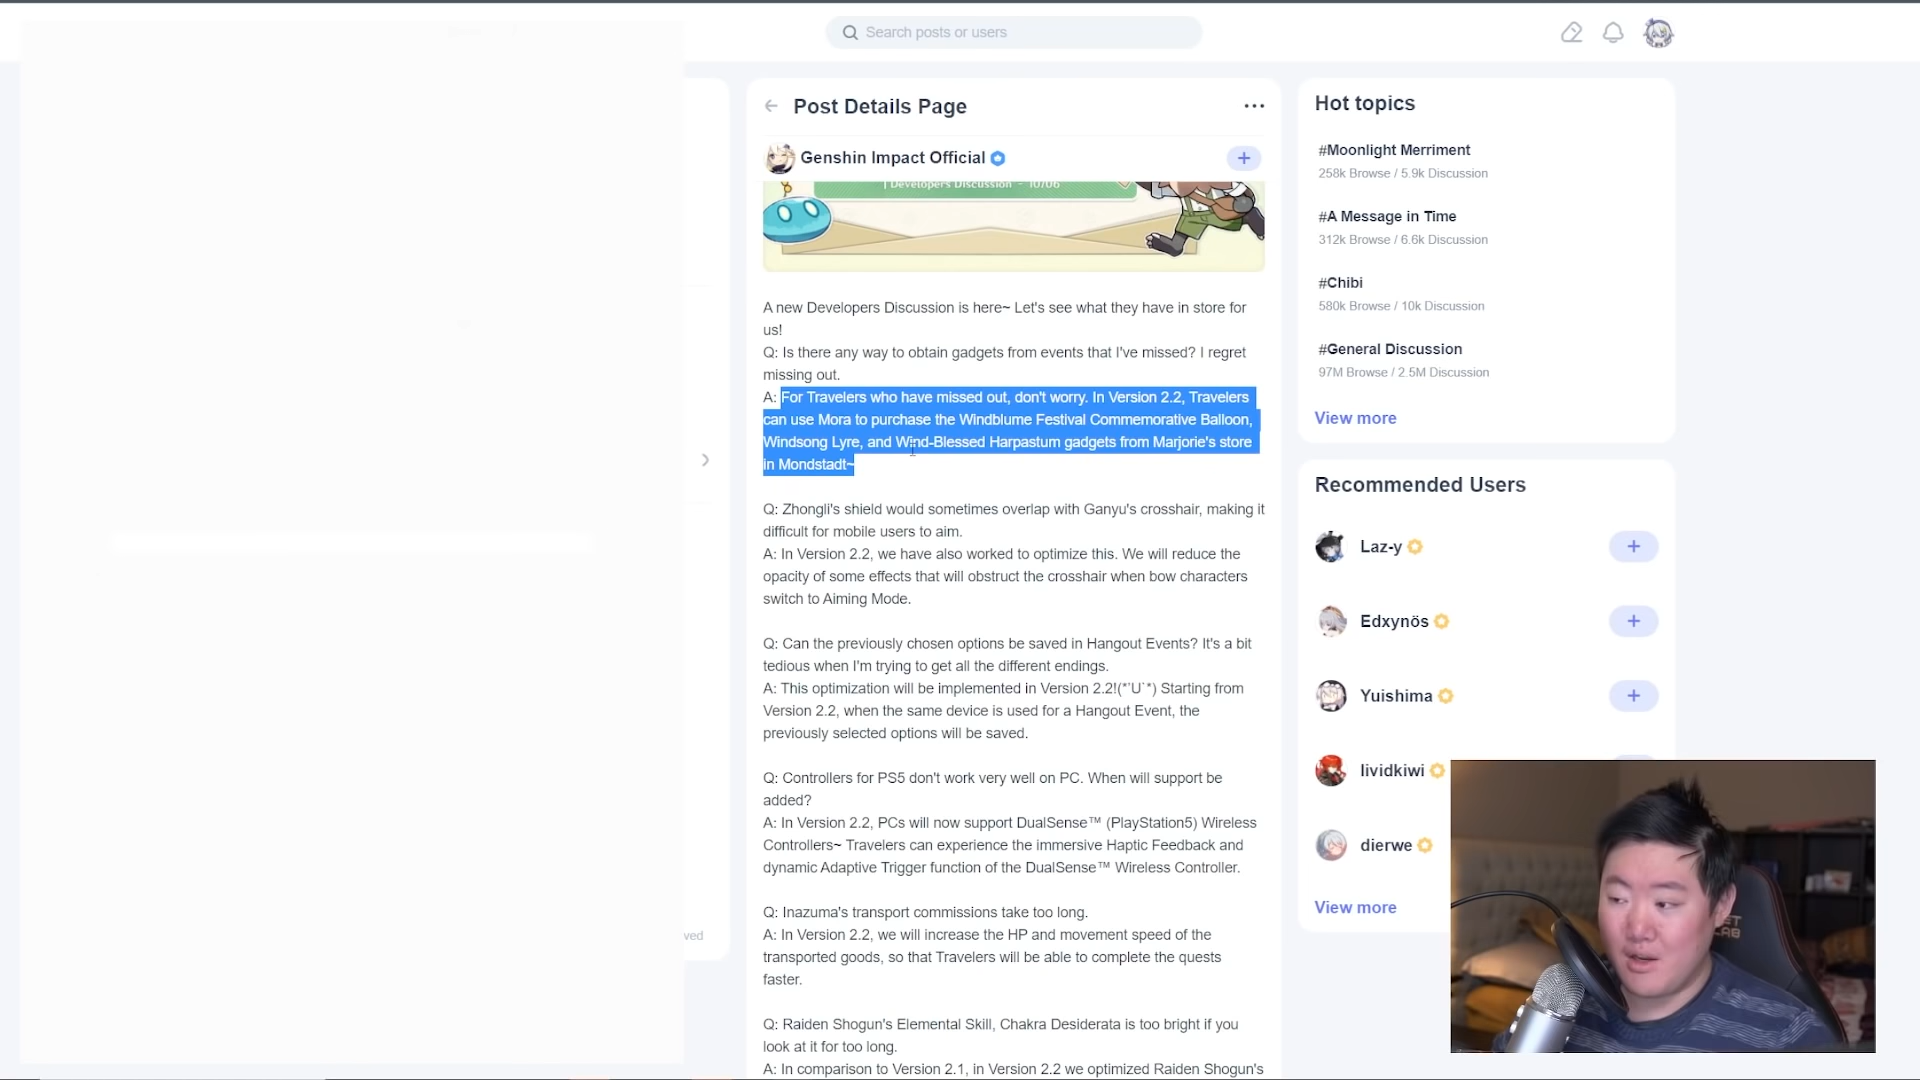 Search posts or users
Post Details Page
Genshin Impact Official
| Developers Discussion - 10/06
A new Developers Discussion is here~ Let's see what they have in store for
us!
Q: Is there any way to obtain gadgets from events that I've missed? I regret
missing out.
A: For Travelers who have missed out, don't worry. In Version 2.2, Travelers
can use Mora to purchase the Windblume Festival Commemorative Balloon,
Windsong Lyre, and Wind-Blessed Harpastum gadgets from Marjorie's store
in Mondstadt~
Q: Zhongli's shield would sometimes overlap with Ganyu's crosshair, making it
difficult for mobile users to aim.
A: In Version 2.2, we have also worked to optimize this. We will reduce the
opacity of some effects that will obstruct the crosshair when bow characters
switch to Aiming Mode.
Q: Can the previously chosen options be saved in Hangout Events? It's a bit
tedious when I'm trying to get all the different endings.
A: This optimization will be implemented in Version 2.2!(*ˊUˋ*) Starting from
Version 2.2, when the same device is used for a Hangout Event, the
previously selected options will be saved.
Q: Controllers for PS5 don't work very well on PC. When will support be
added?
A: In Version 2.2, PCs will now support DualSense™ (PlayStation5) Wireless
Controllers~ Travelers can experience the immersive Haptic Feedback and
dynamic Adaptive Trigger function of the DualSense™ Wireless Controller.
Q: Inazuma's transport commissions take too long.
A: In Version 2.2, we will increase the HP and movement speed of the
transported goods, so that Travelers will be able to complete the quests
faster.
Q: Raiden Shogun's Elemental Skill, Chakra Desiderata is too bright if you
look at it for too long.
A: In comparison to Version 2.1, in Version 2.2 we optimized Raiden Shogun's
ved
Hot topics
#Moonlight Merriment
258k Browse / 5.9k Discussion
#A Message in Time
312k Browse / 6.6k Discussion
#Chibi
580k Browse / 10k Discussion
#General Discussion
97M Browse / 2.5M Discussion
View more
Recommended Users
Laz-y
Edxynös
Yuishima
lividkiwi
dierwe
View more